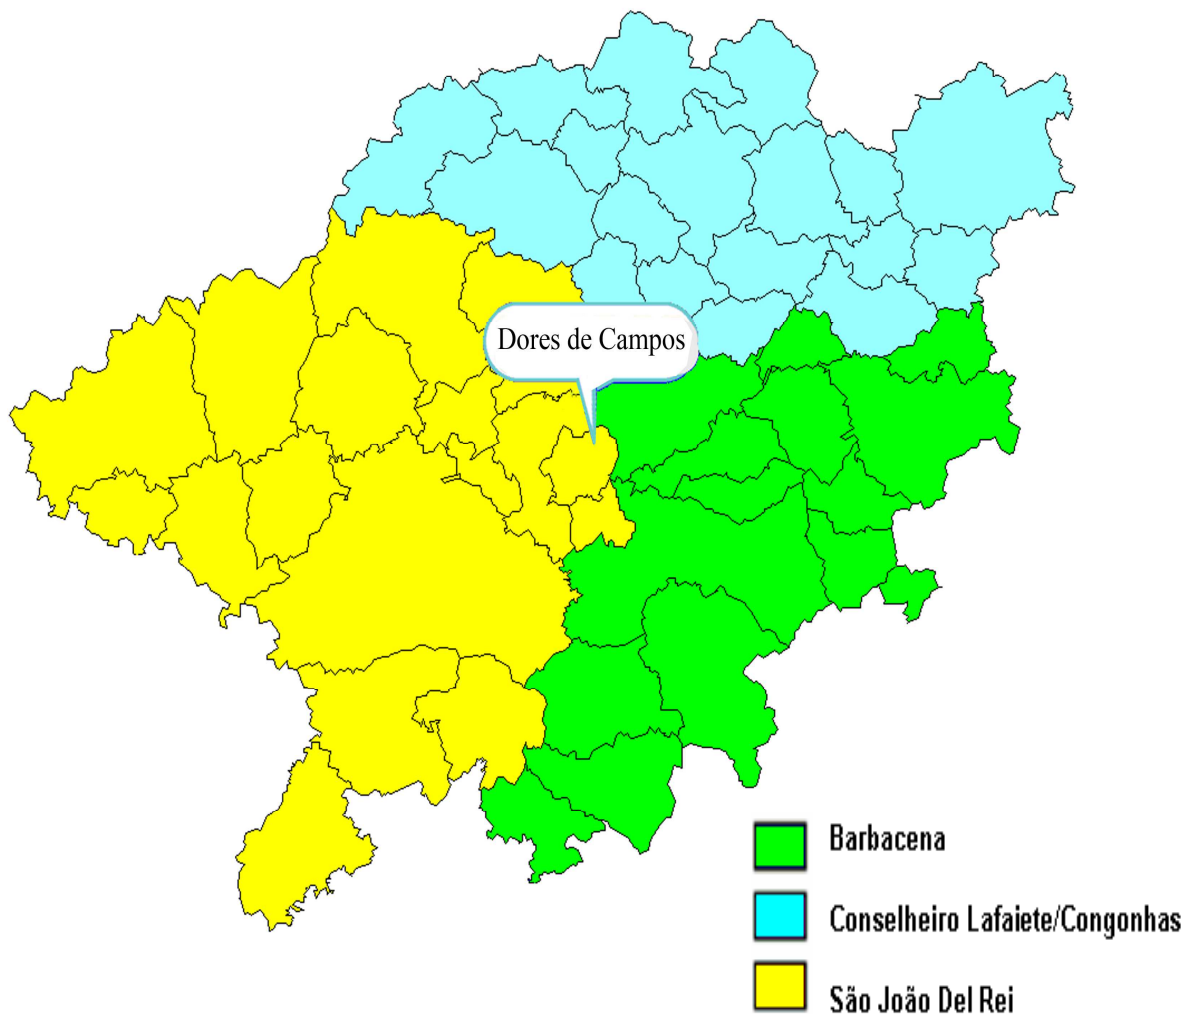 Dores de Campos
Barbacena
Conselheiro Lafaiete/Congonhas
São João Del Rei